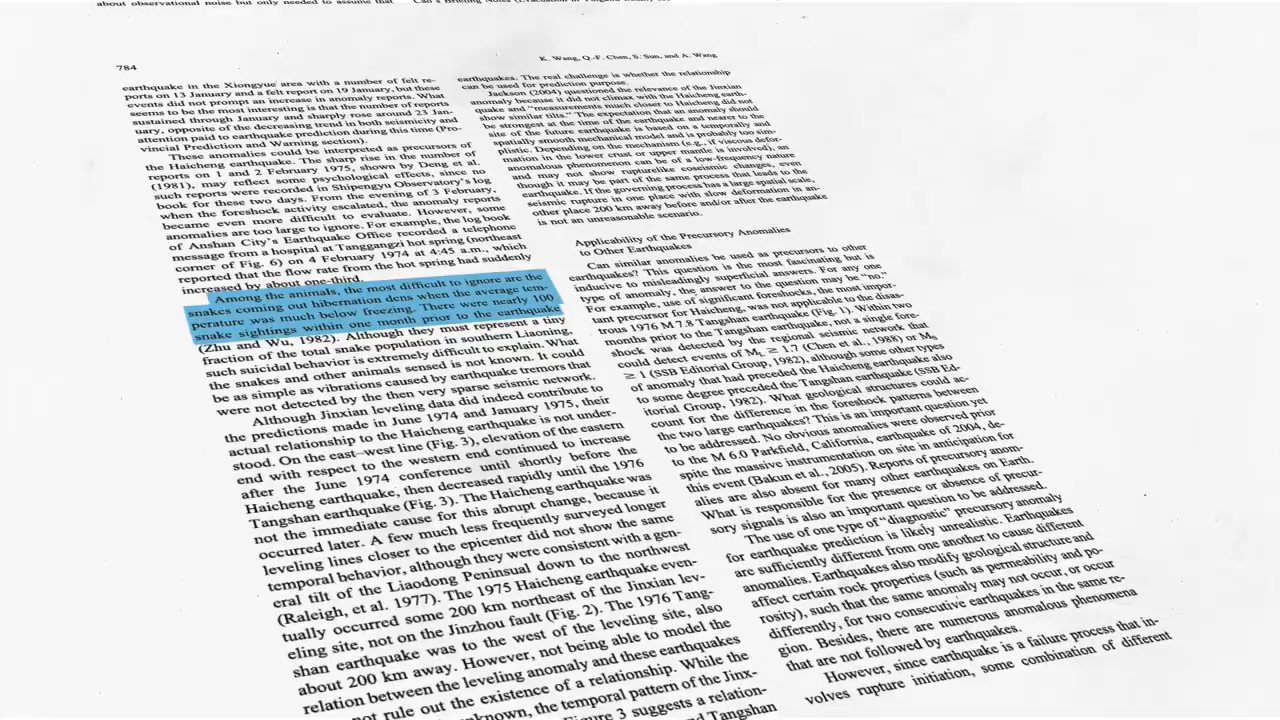 about observational noise but only needed to assume that
784
earthquake in the Xiongyue area with a number of felt re-
ports on 13 January and a felt report on 19 January, but these
events did not prompt an increase in anomaly reports. What
seems to be the most interesting is that the number of reports
sustained through January and sharply rose around 23 Jan-
uary, opposite of the decreasing trend in both seismicity and
attention paid to earthquake prediction during this time (Pro-
vincial Prediction and Warning section).
These anomalies could be interpreted as precursors of
the Haicheng earthquake. The sharp rise in the number of
reports on 1 and 2 February 1975, shown by Deng et al.
(1981), may reflect some psychological effects, since no
such reports were recorded in Shipengyu Observatory's log
book for these two days. From the evening of 3 February,
when the foreshock activity escalated, the anomaly reports
became even more difficult to evaluate. However, some
anomalies are too large to ignore. For example, the log book
of Anshan City's Earthquake Office recorded a telephone
message from a hospital at Tanggangzi hot spring (northeast
corner of Fig. 6) on 4 February 1974 at 4:45 a.m., which
reported that the flow rate from the hot spring had suddenly
increased by about one-third.
Among the animals, the most difficult to ignore are the
snakes coming out hibernation dens when the average tem-
perature was much below freezing. There were nearly 100
snake sightings within one month prior to the earthquake
(Zhu and Wu, 1982). Although they must represent a tiny
fraction of the total snake population in southern Liaoning,
such suicidal behavior is extremely difficult to explain. What
the snakes and other animals sensed is not known. It could
be as simple as vibrations caused by earthquake tremors that
were not detected by the then very sparse seismic network.
Although Jinxian leveling data did indeed contribute to
the predictions made in June 1974 and January 1975, their
actual relationship to the Haicheng earthquake is not under-
stood. On the east–west line (Fig. 3), elevation of the eastern
end with respect to the western end continued to increase
after the June 1974 conference until shortly before the
Haicheng earthquake, then decreased rapidly until the 1976
Tangshan earthquake (Fig. 3). The Haicheng earthquake was
not the immediate cause for this abrupt change, because it
occurred later. A few much less frequently surveyed longer
leveling lines closer to the epicenter did not show the same
temporal behavior, although they were consistent with a gen-
eral tilt of the Liaodong Peninsual down to the northwest
(Raleigh, et al. 1977). The 1975 Haicheng earthquake even-
tually occurred some 200 km northeast of the Jinxian lev-
eling site, not on the Jinzhou fault (Fig. 2). The 1976 Tang-
shan earthquake was to the west of the leveling site, also
about 200 km away. However, not being able to model the
relation between the leveling anomaly and these earthquakes
not rule out the existence of a relationship. While the
unknown, the temporal pattern of the Jinx-
Figure 3 suggests a relation-
and Tangshan
K. Wang, Q.-F. Chen, S. Sun, and A. Wang
earthquakes. The real challenge is whether the relationship
can be used for prediction purpose.
Jackson (2004) questioned the relevance of the Jinxian
anomaly because it did not climax with the Haicheng earth-
quake and “measurements much closer to Haicheng did not
show similar tilts.” The expectation that an anomaly should
be strongest at the time of the earthquake and nearer to the
site of the future earthquake is based on a temporally and
spatially smooth mechanical model and is probably too sim-
plistic. Depending on the mechanism (e.g., if viscous defor-
mation in the lower crust or upper mantle is involved), an
anomalous phenomenon can be of a low-frequency nature
and may not show rupturelike coseismic changes, even
though it may be part of the same process that leads to the
earthquake. If the governing process has a large spatial scale,
seismic rupture in one place with slow deformation in an-
other place 200 km away before and/or after the earthquake
is not an unreasonable scenario.
Applicability of the Precursory Anomalies
to Other Earthquakes
Can similar anomalies be used as precursors to other
earthquakes? This question is the most fascinating but is
inducive to misleadingly superficial answers. For any one
type of anomaly, the answer to the question may be “no.”
For example, use of significant foreshocks, the most impor-
tant precursor for Haicheng, was not applicable to the disas-
trous 1976 M 7.8 Tangshan earthquake (Fig. 1). Within two
months prior to the Tangshan earthquake, not a single fore-
shock was detected by the regional seismic network that
could detect events of ML ≥ 1.7 (Chen et al., 1988) or Ms
≥ 1 (SSB Editorial Group, 1982), although some other types
of anomaly that had preceded the Haicheng earthquake also
to some degree preceded the Tangshan earthquake (SSB Ed-
itorial Group, 1982). What geological structures could ac-
count for the difference in the foreshock patterns between
the two large earthquakes? This is an important question yet
to be addressed. No obvious anomalies were observed prior
to the M 6.0 Parkfield, California, earthquake of 2004, de-
spite the massive instrumentation on site in anticipation for
this event (Bakun et al., 2005). Reports of precursory anom-
alies are also absent for many other earthquakes on Earth.
What is responsible for the presence or absence of precur-
sory signals is also an important question to be addressed.
The use of one type of “diagnostic” precursory anomaly
for earthquake prediction is likely unrealistic. Earthquakes
are sufficiently different from one another to cause different
anomalies. Earthquakes also modify geological structure and
affect certain rock properties (such as permeability and po-
rosity), such that the same anomaly may not occur, or occur
differently, for two consecutive earthquakes in the same re-
gion. Besides, there are numerous anomalous phenomena
that are not followed by earthquakes.
However, since earthquake is a failure process that in-
volves rupture initiation, some combination of different